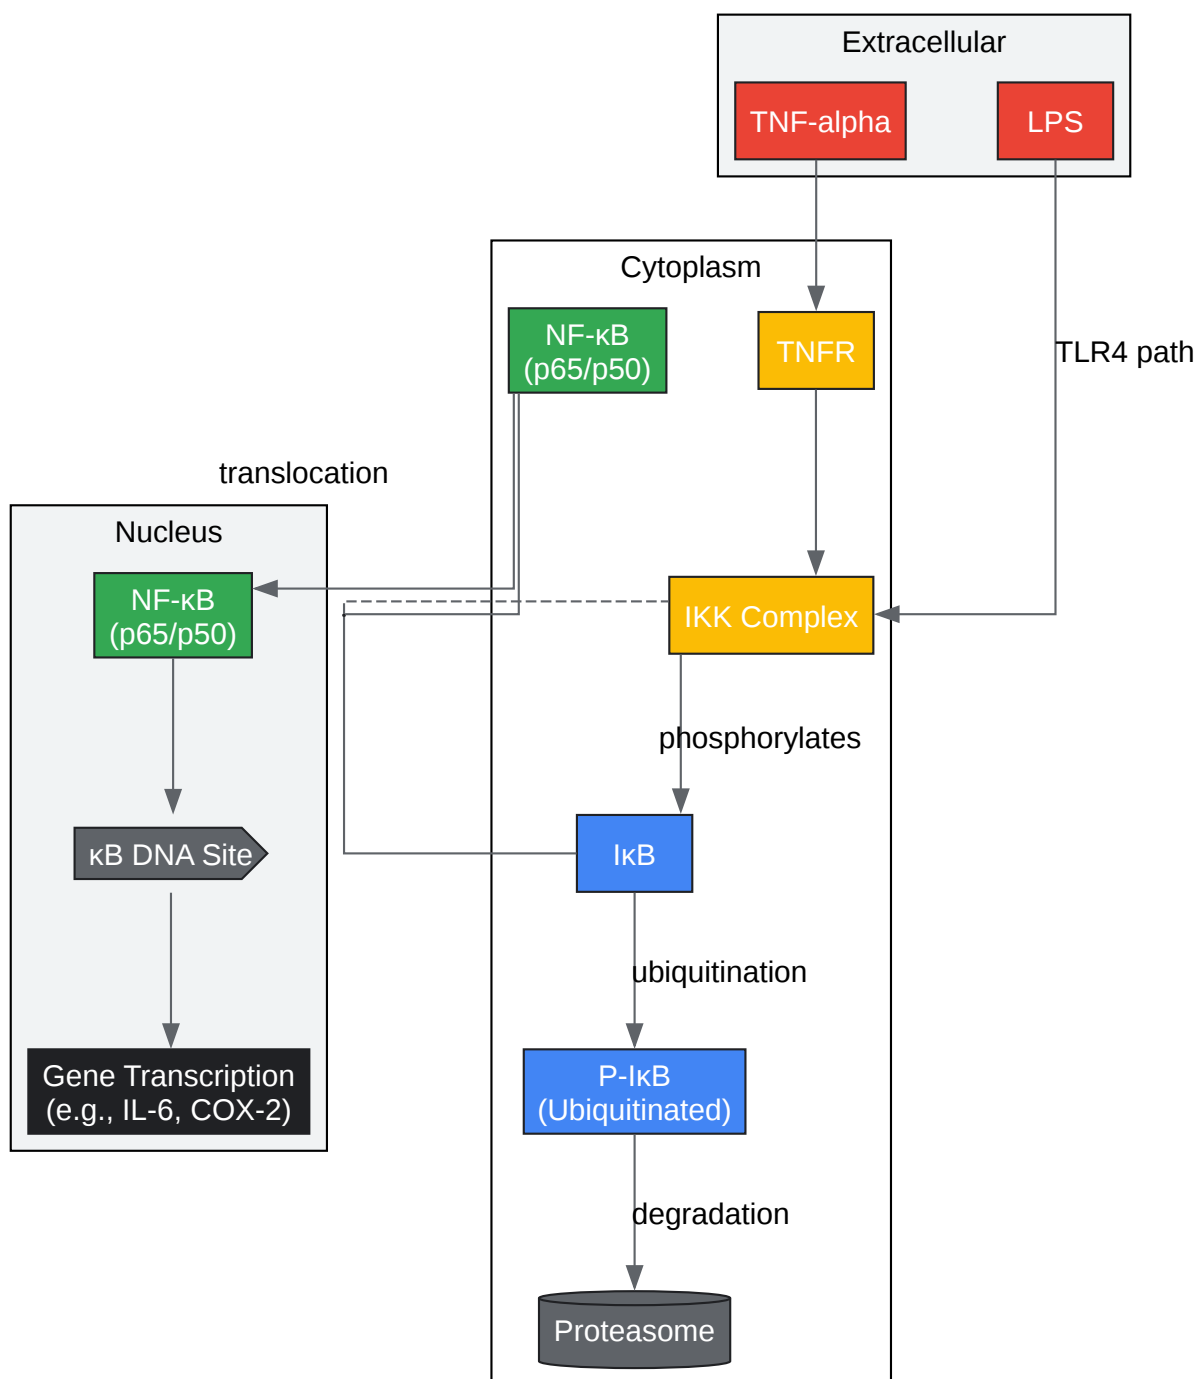 Extracellular
TNF-alpha
LPS
Cytoplasm
NF-κB
(p65/p50)
TNFR
TLR4 path
translocation
Nucleus
NF-κB
(p65/p50)
IKK Complex
phosphorylates
κB DNA Site
IκB
ubiquitination
Gene Transcription
(e.g., IL-6, COX-2)
P-IκB
(Ubiquitinated)
degradation
Proteasome